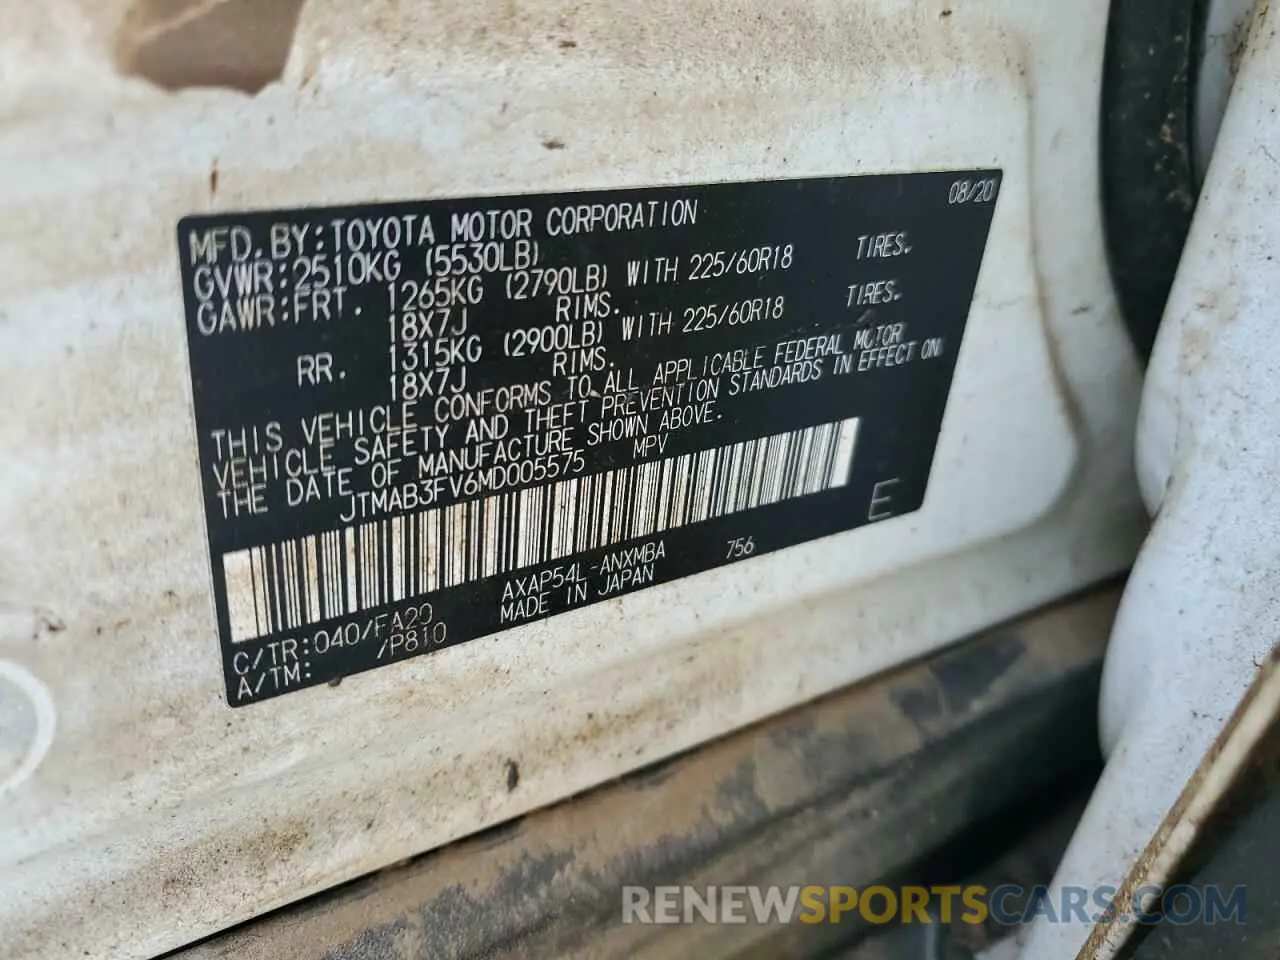 08/20
MFD. BY: TOYOTA MOTOR CORPORATION
GVWR: 2510KG (5530LB)
GAWR: FRT. 1265KG (2790LB) WITH 225/60R18 TIRES.
18X7J RIMS.
RR. 1315KG (2900LB) WITH 225/60R18 TIRES.
18X7J RIMS.
THIS VEHICLE CONFORMS TO ALL APPLICABLE FEDERAL MOTOR
VEHICLE SAFETY AND THEFT PREVENTION STANDARDS IN EFFECT ON
THE DATE OF MANUFACTURE SHOWN ABOVE.
JTMAB3FV6MD005575 MPV
E
C/TR: 040/FA20 AXAP54L-ANXMBA 756
A/TM: /P810 MADE IN JAPAN
RENEWSPORTSCARS.COM